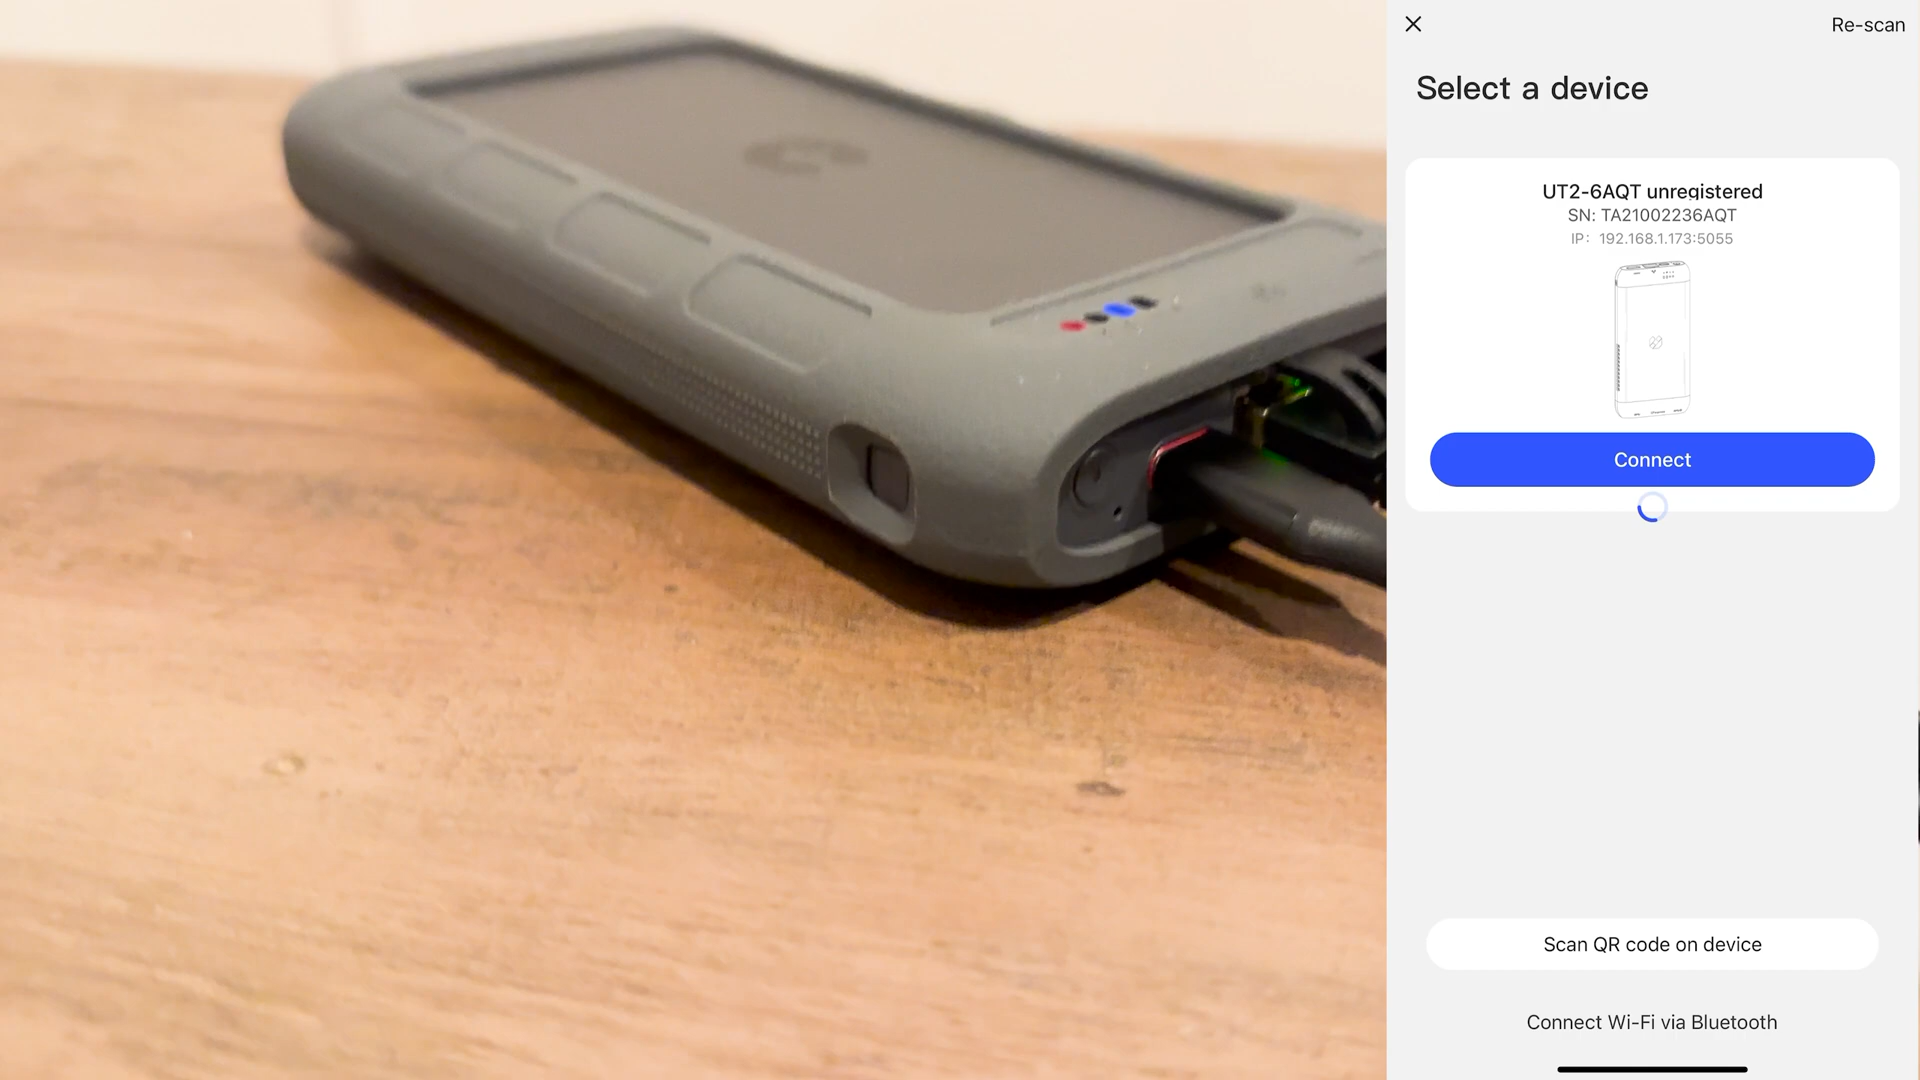 Re-scan
Select a device
UT2-6AQT unregistered
SN: TA21002236AQT
IP: 192.168.1.173:5055
Connect
Scan QR code on device
Connect Wi-Fi via Bluetooth